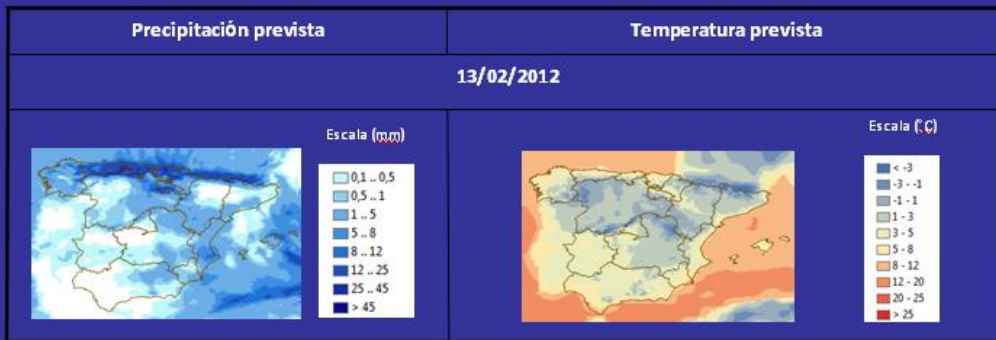 Precipitación prevista
Temperatura prevista
13/02/2012
Escala (mm)
0,1 .. 0,5
0,5 .. 1
1 .. 5
5 .. 8
8 .. 12
12 .. 25
25 .. 45
> 45
Escala (°C)
< -3
-3 - -1
-1 - 1
1 - 3
3 - 5
5 - 8
8 - 12
12 - 20
20 - 25
> 25